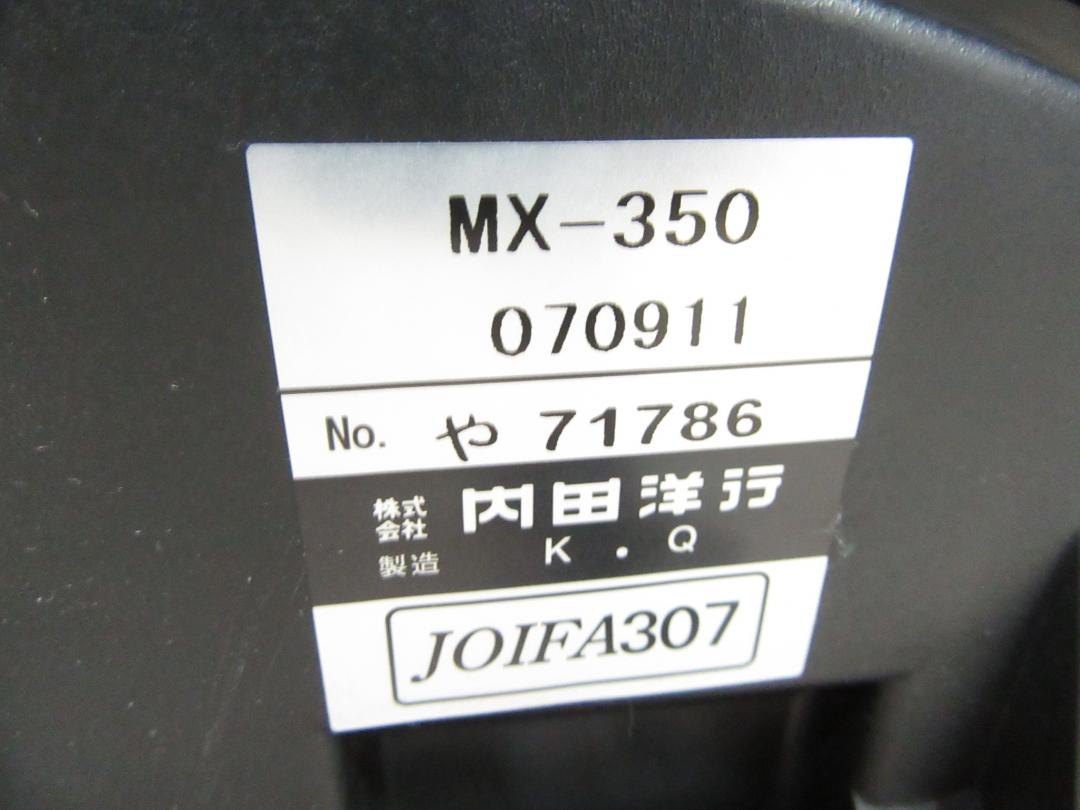 MX-350
070911
No. や 71786
株式会社 内田洋行
製造 K・Q
JOIFA307